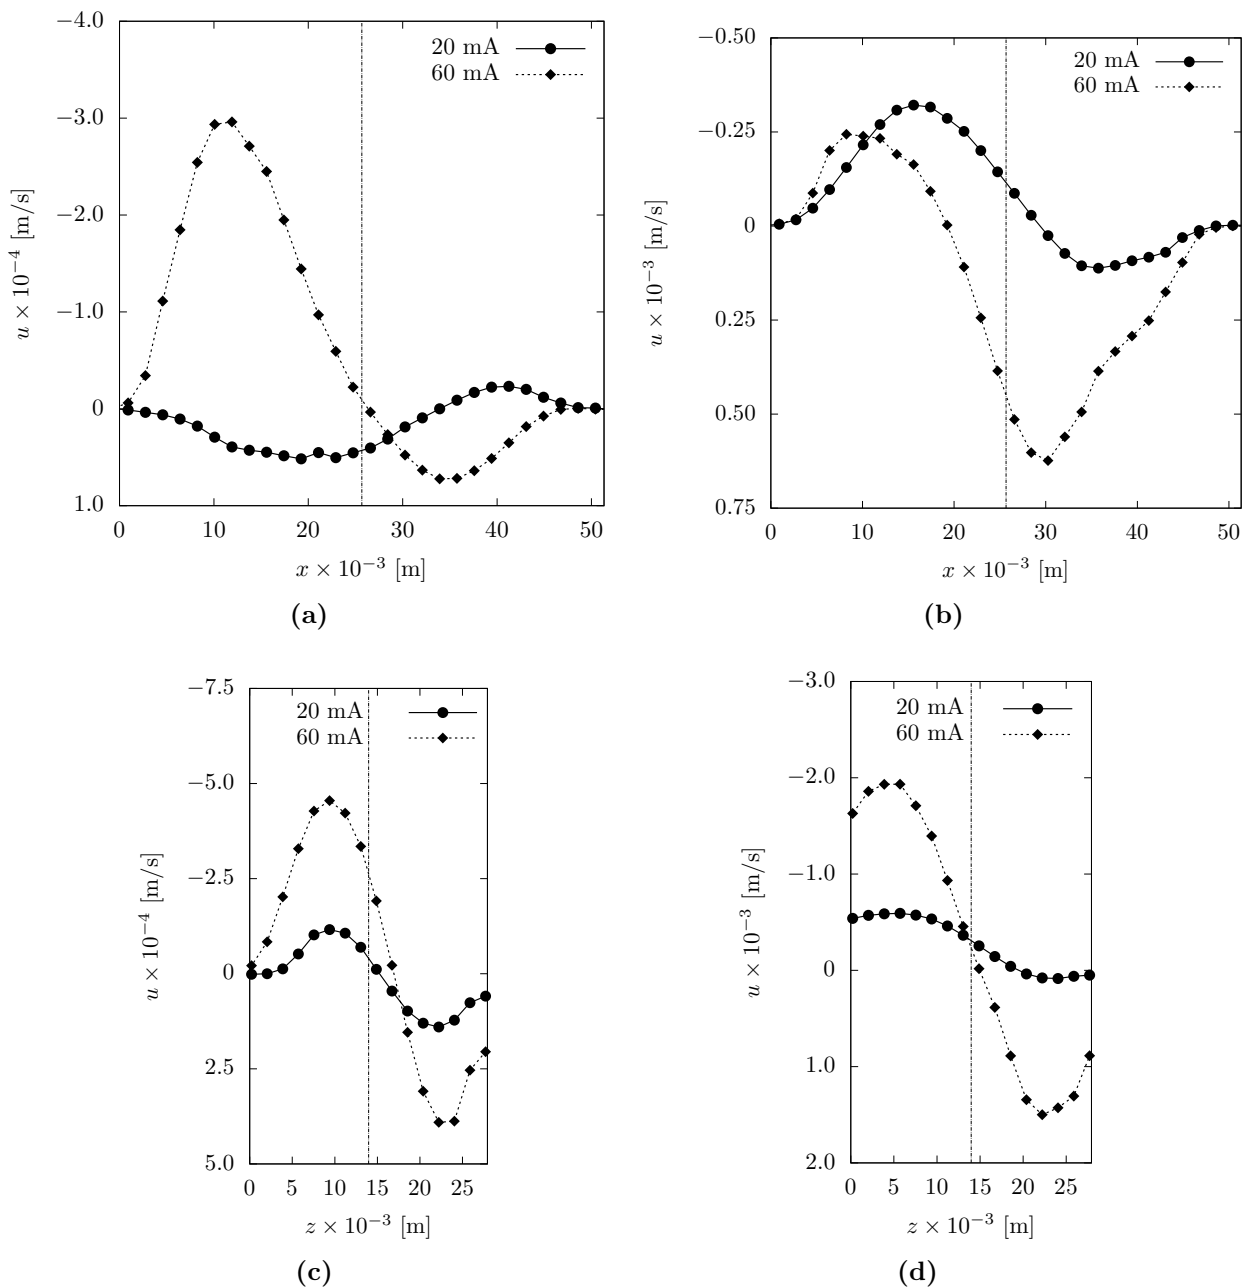 −4.0
−3.0
−2.0
−1.0
0
1.0
u × 10−4 [m/s]
20 mA
60 mA
0 10 20 30 40 50
x × 10−3 [m]
(a)
−0.50
−0.25
0
0.25
0.50
0.75
u × 10−3 [m/s]
20 mA
60 mA
0 10 20 30 40 50
x × 10−3 [m]
(b)
−7.5
−5.0
−2.5
0
2.5
5.0
u × 10−4 [m/s]
20 mA
60 mA
0 5 10 15 20 25
z × 10−3 [m]
(c)
−3.0
−2.0
−1.0
0
1.0
2.0
u × 10−3 [m/s]
20 mA
60 mA
0 5 10 15 20 25
z × 10−3 [m]
(d)